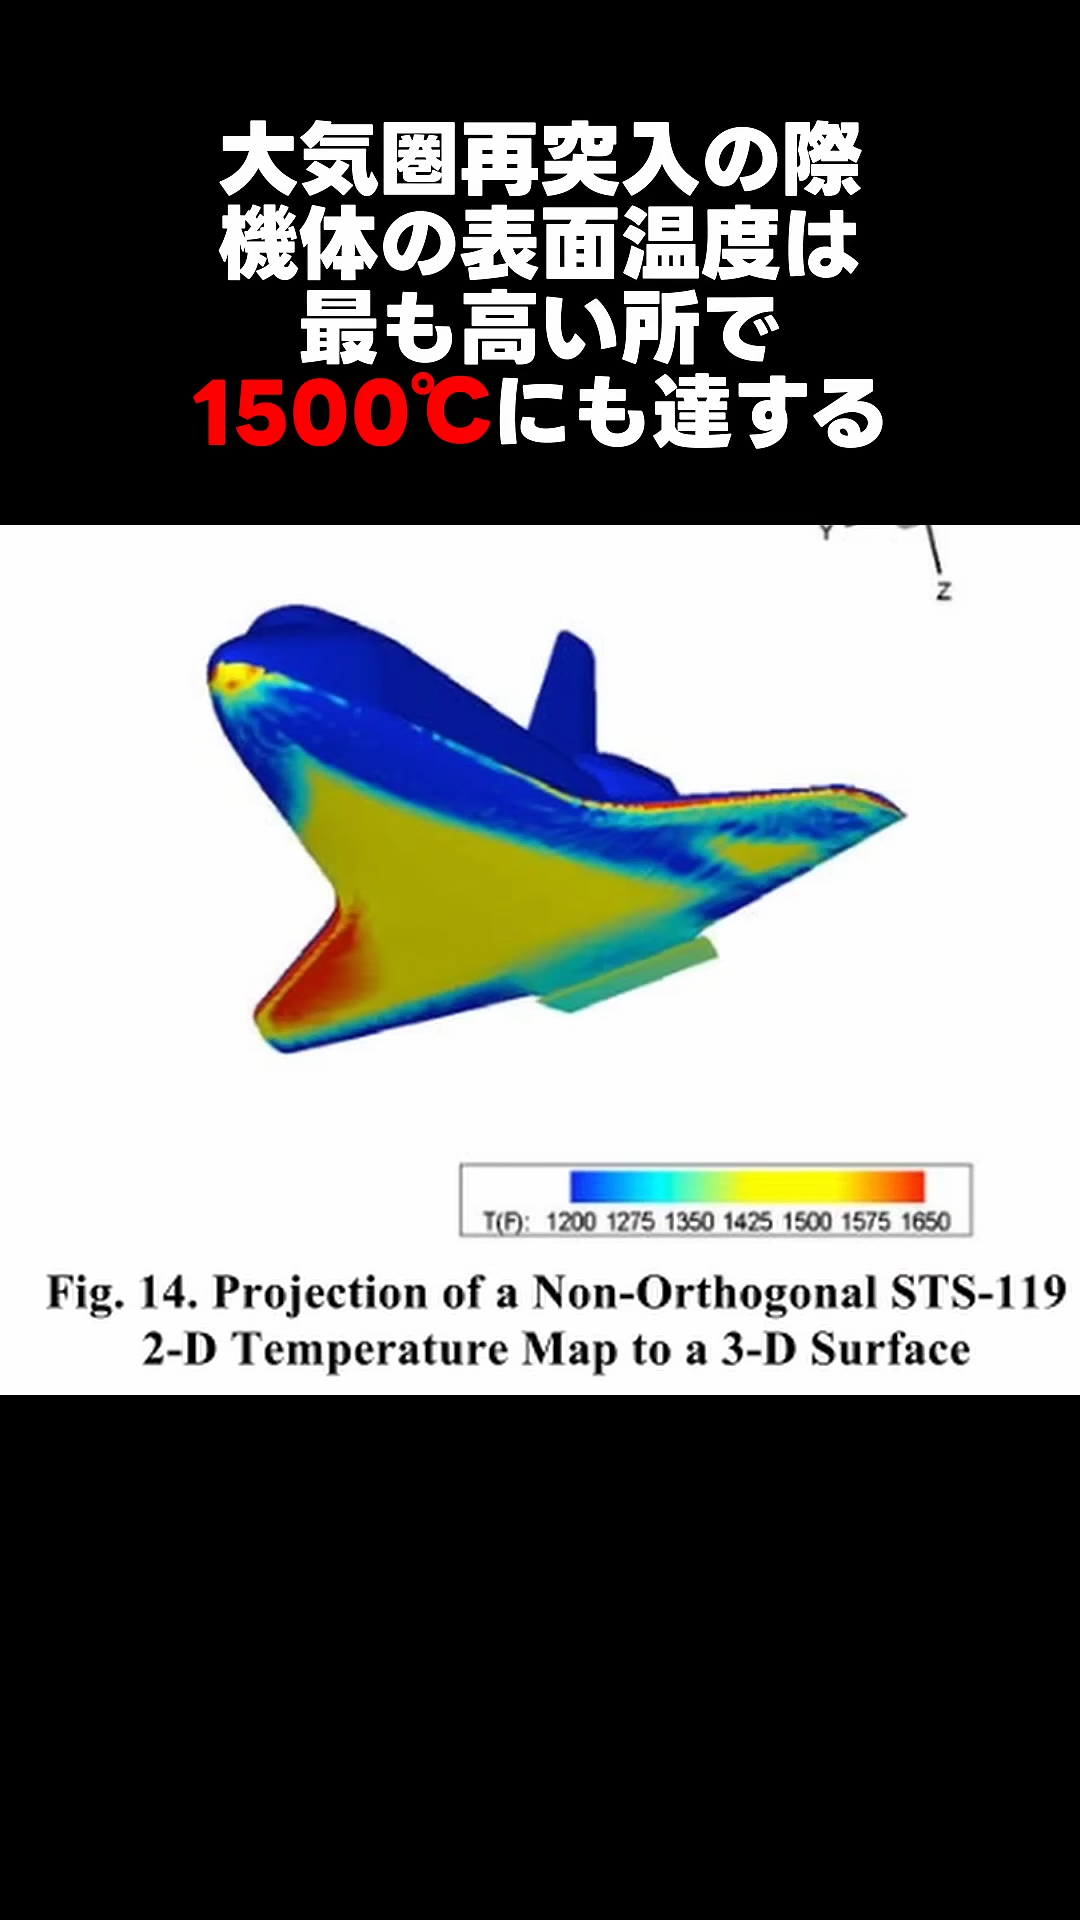 大気圏再突入の際
機体の表面温度は
最も高い所で
1500℃にも達する
Y
Z
T(F): 1200 1275 1350 1425 1500 1575 1650
Fig. 14. Projection of a Non-Orthogonal STS-119
2-D Temperature Map to a 3-D Surface